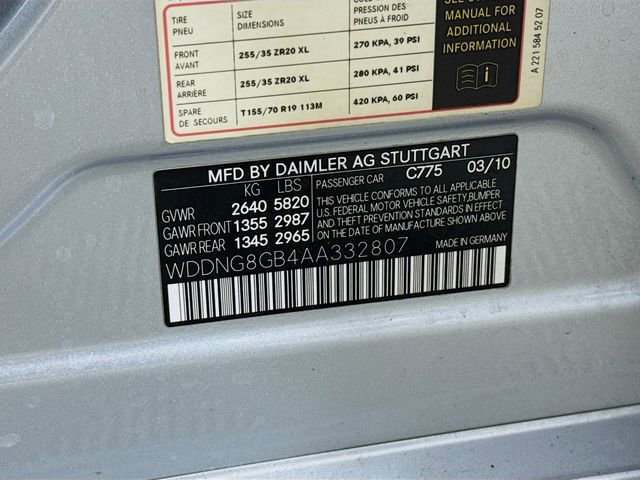 TIRE SIZE
PNEU DIMENSIONS PRESSION DES
PNEUS À FROID
FRONT 255/35 ZR20 XL 270 KPA, 39 PSI
AVANT
REAR 255/35 ZR20 XL 280 KPA, 41 PSI
ARRIÈRE
SPARE T155/70 R19 113M 420 KPA, 60 PSI
DE SECOURS
MANUAL FOR
ADDITIONAL
INFORMATION
A 221 584 52 07
MFD BY DAIMLER AG STUTTGART
KG LBS PASSENGER CAR C775 03/10
GVWR 2640 5820
GAWR FRONT 1355 2987
GAWR REAR 1345 2965
THIS VEHICLE CONFORMS TO ALL APPLICABLE
U.S. FEDERAL MOTOR VEHICLE SAFETY,BUMPER
AND THEFT PREVENTION STANDARDS IN EFFECT
ON THE DATE OF MANUFACTURE SHOWN ABOVE.
MADE IN GERMANY
WDDNG8GB4AA332807